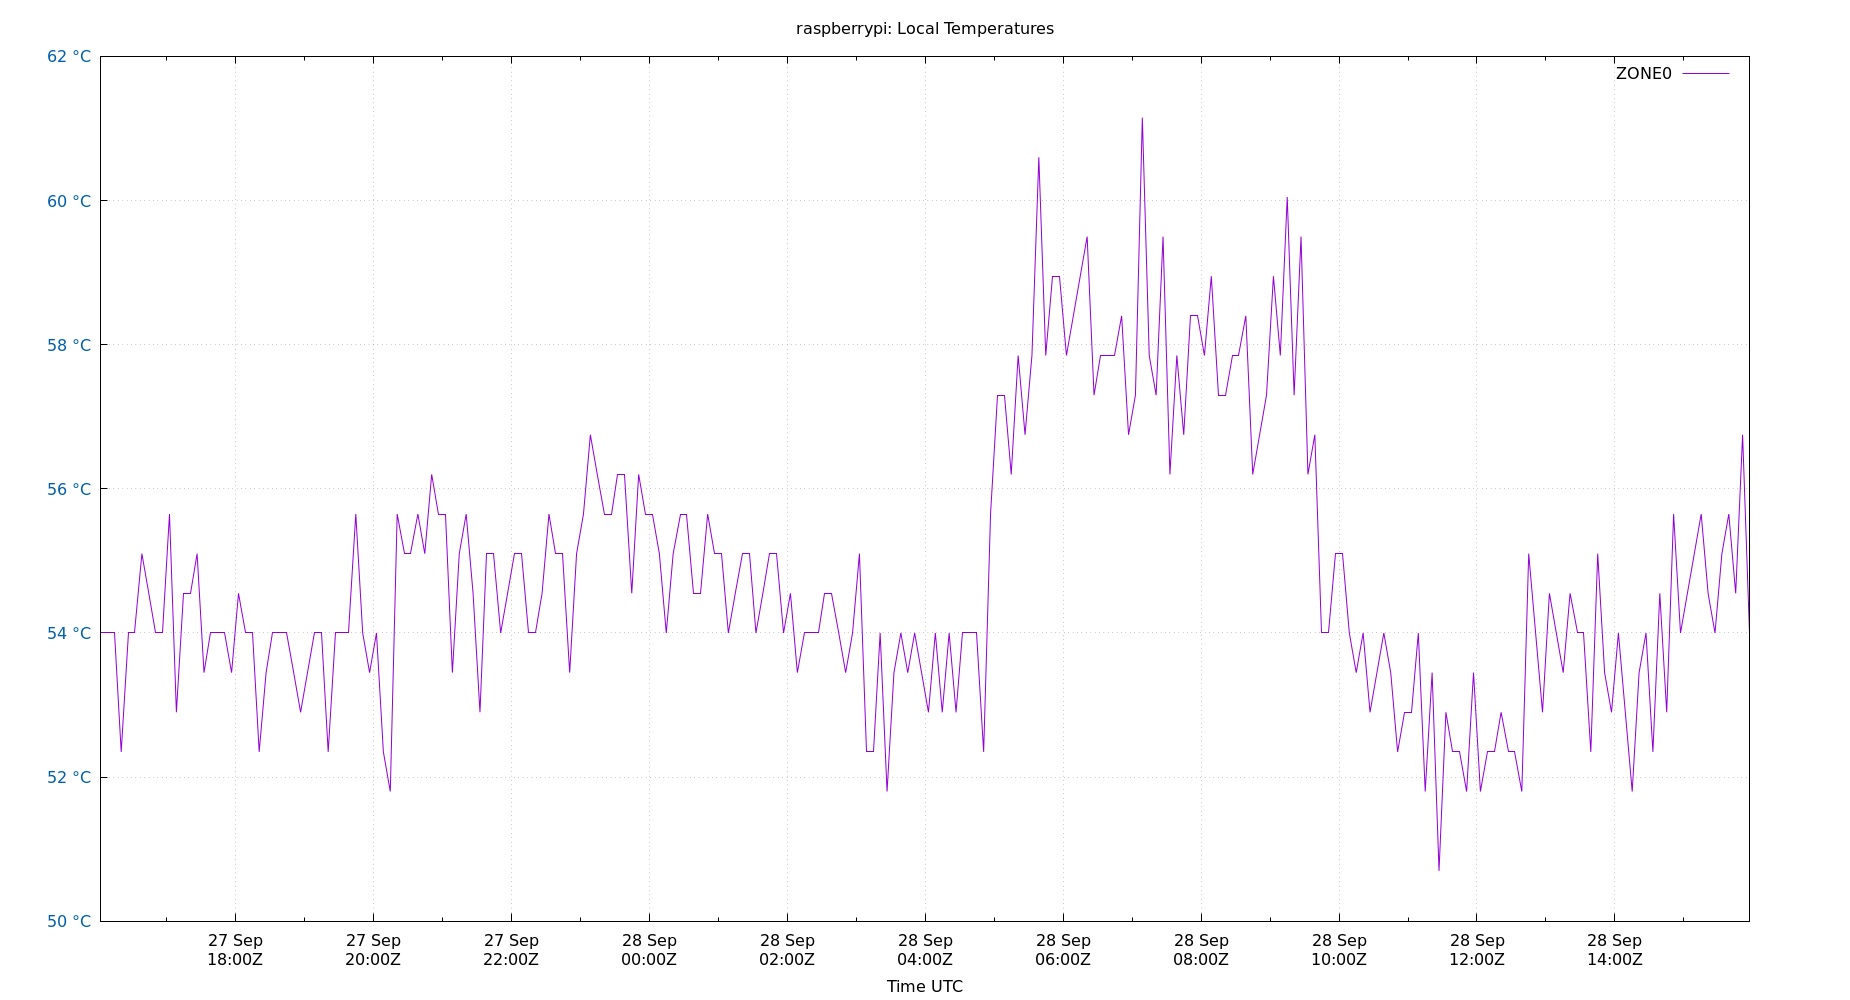 raspberrypi: Local Temperatures
62 °C
ZONE0
60 °C
58 °C
56 °C
54 °C
52 °C
50 °C
27 Sep 27 Sep 27 Sep 28 Sep 28 Sep 28 Sep 28 Sep 28 Sep 28 Sep 28 Sep 28 Sep
18:00Z 20:00Z 22:00Z 00:00Z 02:00Z 04:00Z 06:00Z 08:00Z 10:00Z 12:00Z 14:00Z
Time UTC